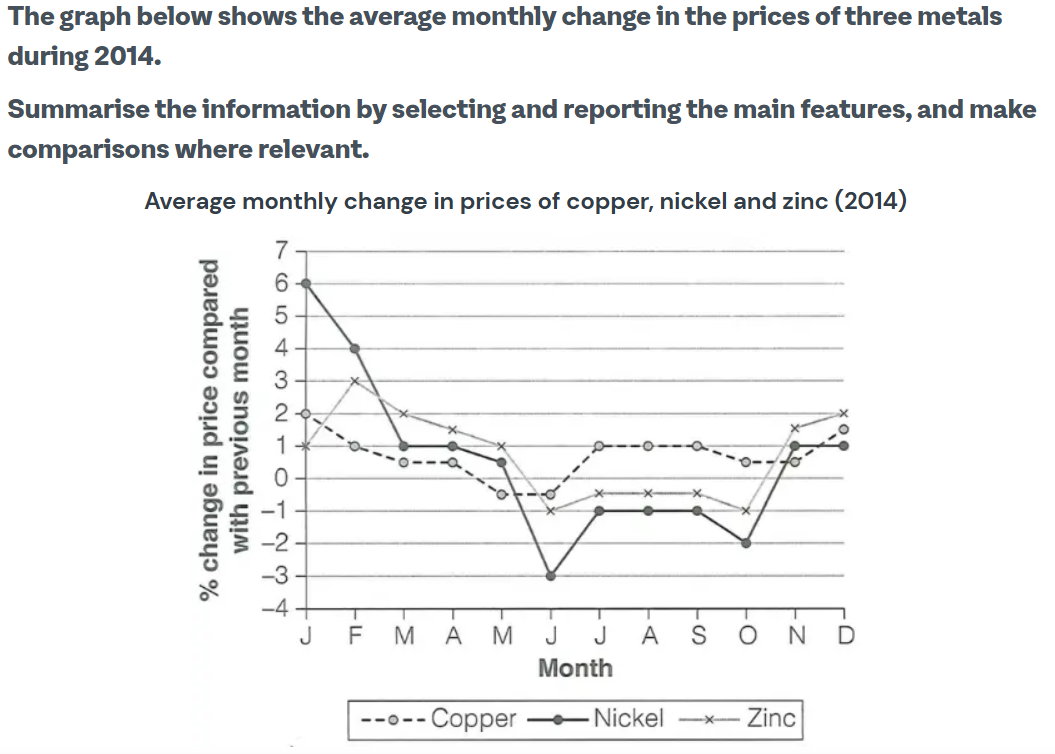 The graph below shows the average monthly change in the prices of three metals
during 2014.
Summarise the information by selecting and reporting the main features, and make
comparisons where relevant.
Average monthly change in prices of copper, nickel and zinc (2014)
% change in price compared
with previous month
7
6
5
4
3
2
1
0
−1
−2
−3
−4
J F M A M J J A S O N D
Month
Copper Nickel Zinc